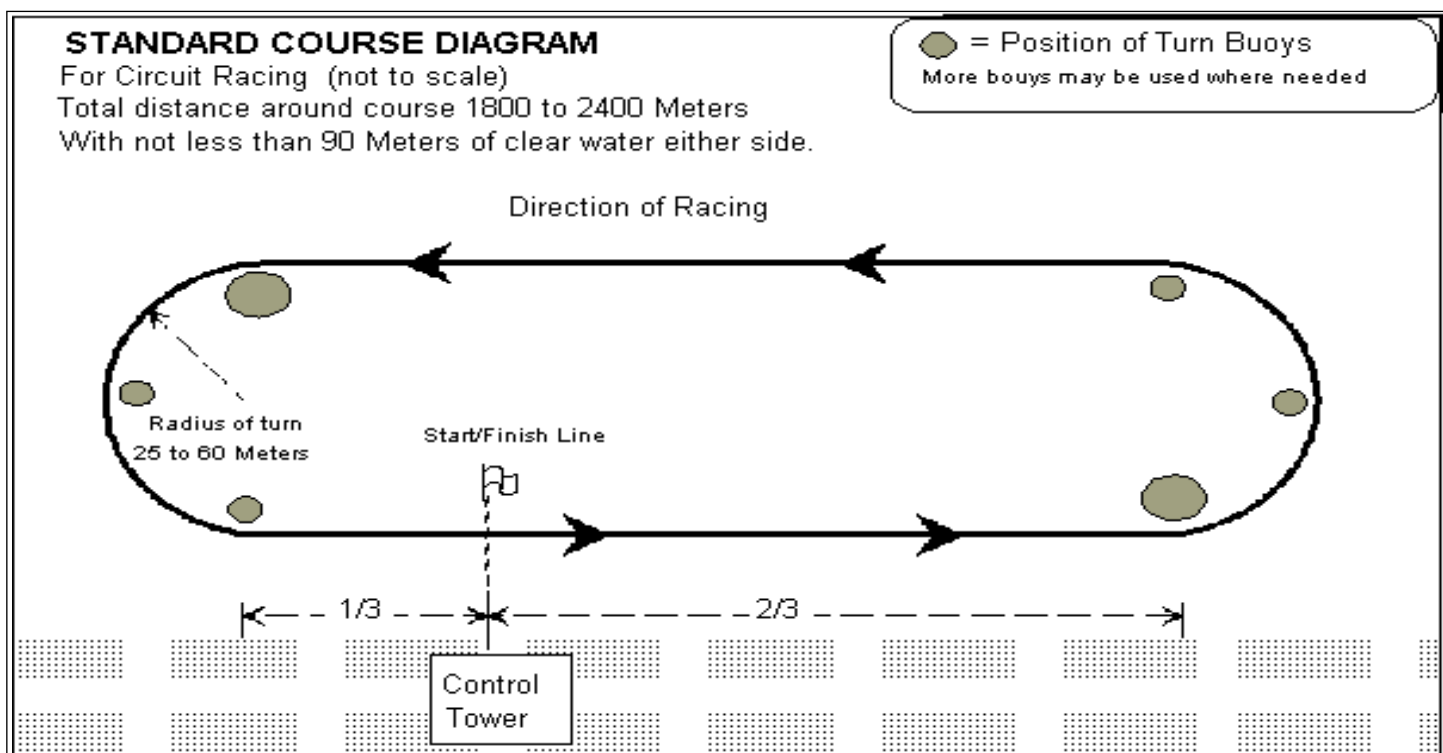 STANDARD COURSE DIAGRAM
For Circuit Racing (not to scale)
Total distance around course 1800 to 2400 Meters
With not less than 90 Meters of clear water either side.
= Position of Turn Buoys
More bouys may be used where needed
Direction of Racing
Radius of turn
25 to 60 Meters
Start/Finish Line
1/3
2/3
Control
Tower